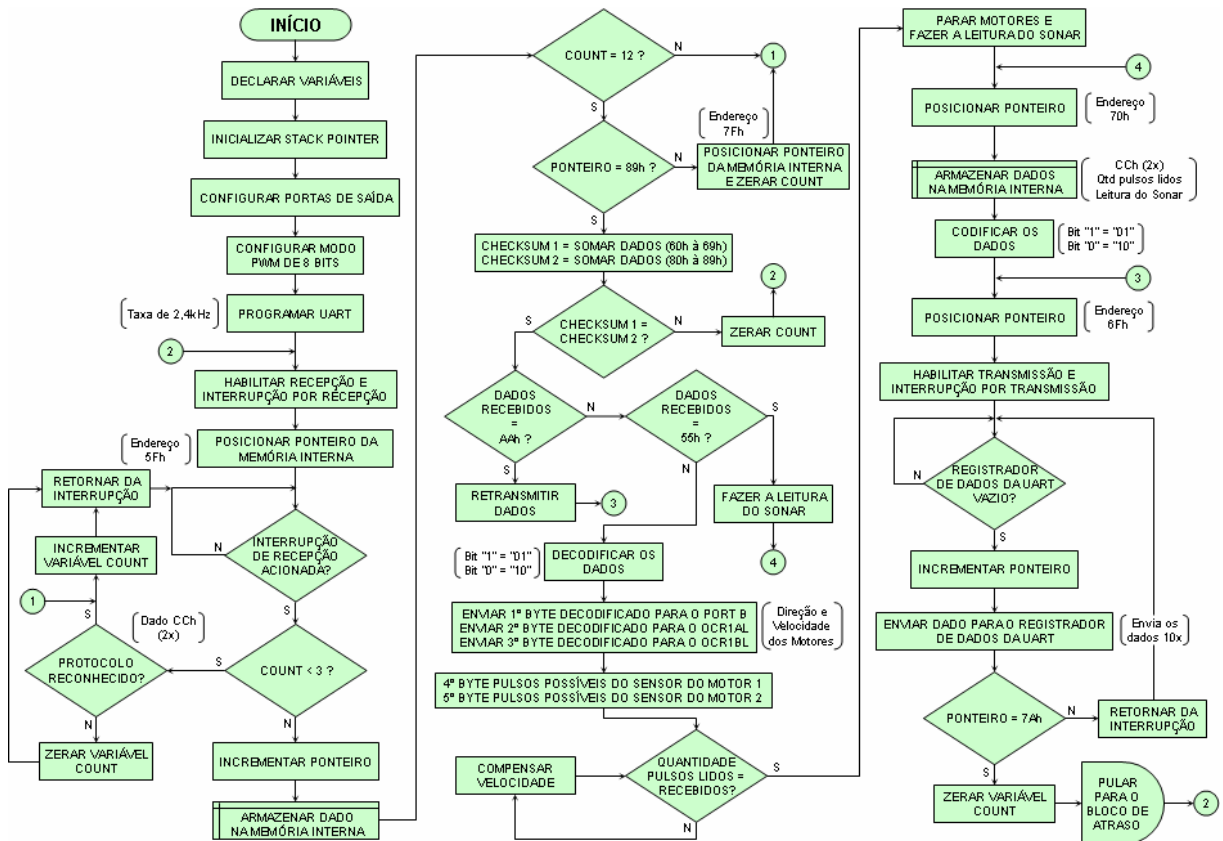 INÍCIO
DECLARAR VARIÁVEIS
INICIALIZAR STACK POINTER
CONFIGURAR PORTAS DE SAÍDA
CONFIGURAR MODO
PWM DE 8 BITS
Taxa de 2,4kHz
PROGRAMAR UART
2
HABILITAR RECEPÇÃO E
INTERRUPÇÃO POR RECEPÇÃO
Endereço
5Fh
POSICIONAR PONTEIRO DA
MEMÓRIA INTERNA
RETORNAR DA
INTERRUPÇÃO
INTERRUPÇÃO
DE RECEPÇÃO
ACIONADA?
N
INCREMENTAR
VARIÁVEL COUNT
1
S
S
Dado CCh
(2x)
PROTOCOLO
RECONHECIDO?
S
COUNT < 3 ?
N
N
ZERAR VARIÁVEL
COUNT
INCREMENTAR PONTEIRO
ARMAZENAR DADO
NA MEMÓRIA INTERNA
COUNT = 12 ?
N
1
S
Endereço
7Fh
PONTEIRO = 89h ?
N
POSICIONAR PONTEIRO
DA MEMÓRIA INTERNA
E ZERAR COUNT
S
CHECKSUM 1 = SOMAR DADOS (60h à 69h)
CHECKSUM 2 = SOMAR DADOS (80h à 89h)
2
CHECKSUM 1 =
CHECKSUM 2 ?
S
N
ZERAR COUNT
DADOS
RECEBIDOS
=
AAh ?
N
DADOS
RECEBIDOS
=
55h ?
S
S
N
RETRANSMITIR
DADOS
3
FAZER A LEITURA
DO SONAR
4
Bit "1" = "01"
Bit "0" = "10"
DECODIFICAR OS
DADOS
ENVIAR 1º BYTE DECODIFICADO PARA O PORT B
ENVIAR 2º BYTE DECODIFICADO PARA O OCR1AL
ENVIAR 3º BYTE DECODIFICADO PARA O OCR1BL
Direção e
Velocidade
dos Motores
4º BYTE PULSOS POSSÍVEIS DO SENSOR DO MOTOR 1
5º BYTE PULSOS POSSÍVEIS DO SENSOR DO MOTOR 2
COMPENSAR
VELOCIDADE
QUANTIDADE
PULSOS LIDOS =
RECEBIDOS?
S
N
PARAR MOTORES E
FAZER A LEITURA DO SONAR
4
POSICIONAR PONTEIRO
Endereço
70h
ARMAZENAR DADOS
NA MEMÓRIA INTERNA
CCh (2x)
Qtd pulsos lidos
Leitura do Sonar
CODIFICAR OS
DADOS
Bit "1" = "01"
Bit "0" = "10"
3
POSICIONAR PONTEIRO
Endereço
6Fh
HABILITAR TRANSMISSÃO E
INTERRUPÇÃO POR TRANSMISSÃO
N
REGISTRADOR
DE DADOS DA UART
VAZIO?
S
INCREMENTAR PONTEIRO
ENVIAR DADO PARA O REGISTRADOR
DE DADOS DA UART
Envia os
dados 10x
PONTEIRO = 7Ah
N
RETORNAR DA
INTERRUPÇÃO
S
ZERAR VARIÁVEL
COUNT
PULAR
PARA O
BLOCO DE
ATRASO
2